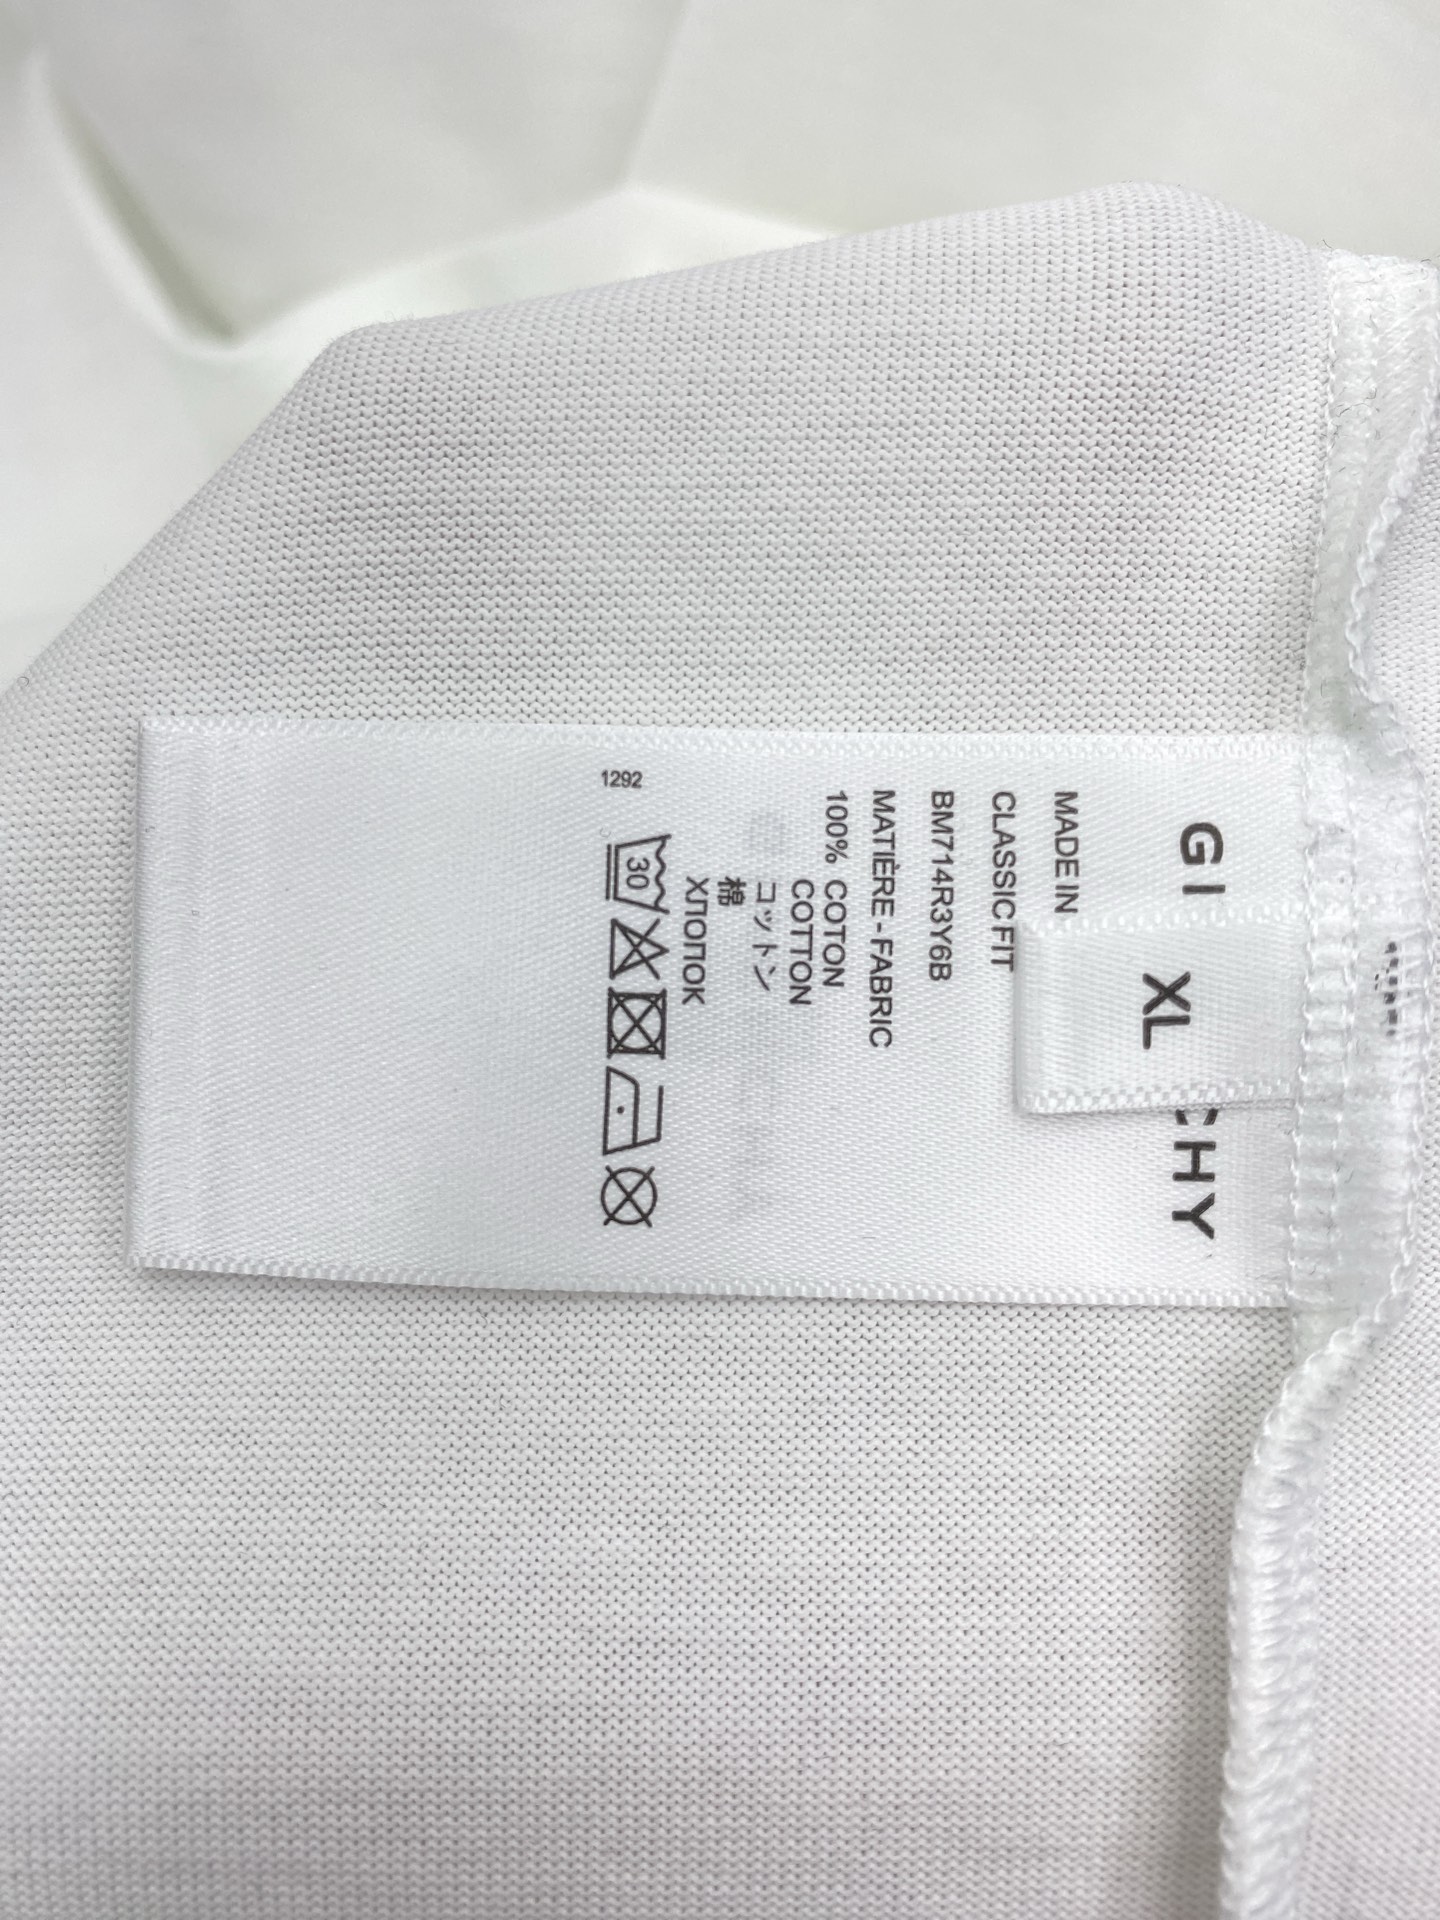 GI
CHY
XL
MADE IN
CLASSIC FIT
BM714R3Y6B
MATIÈRE - FABRIC
100% COTON
COTTON
コットン
棉
ХЛОПОК
30
1292